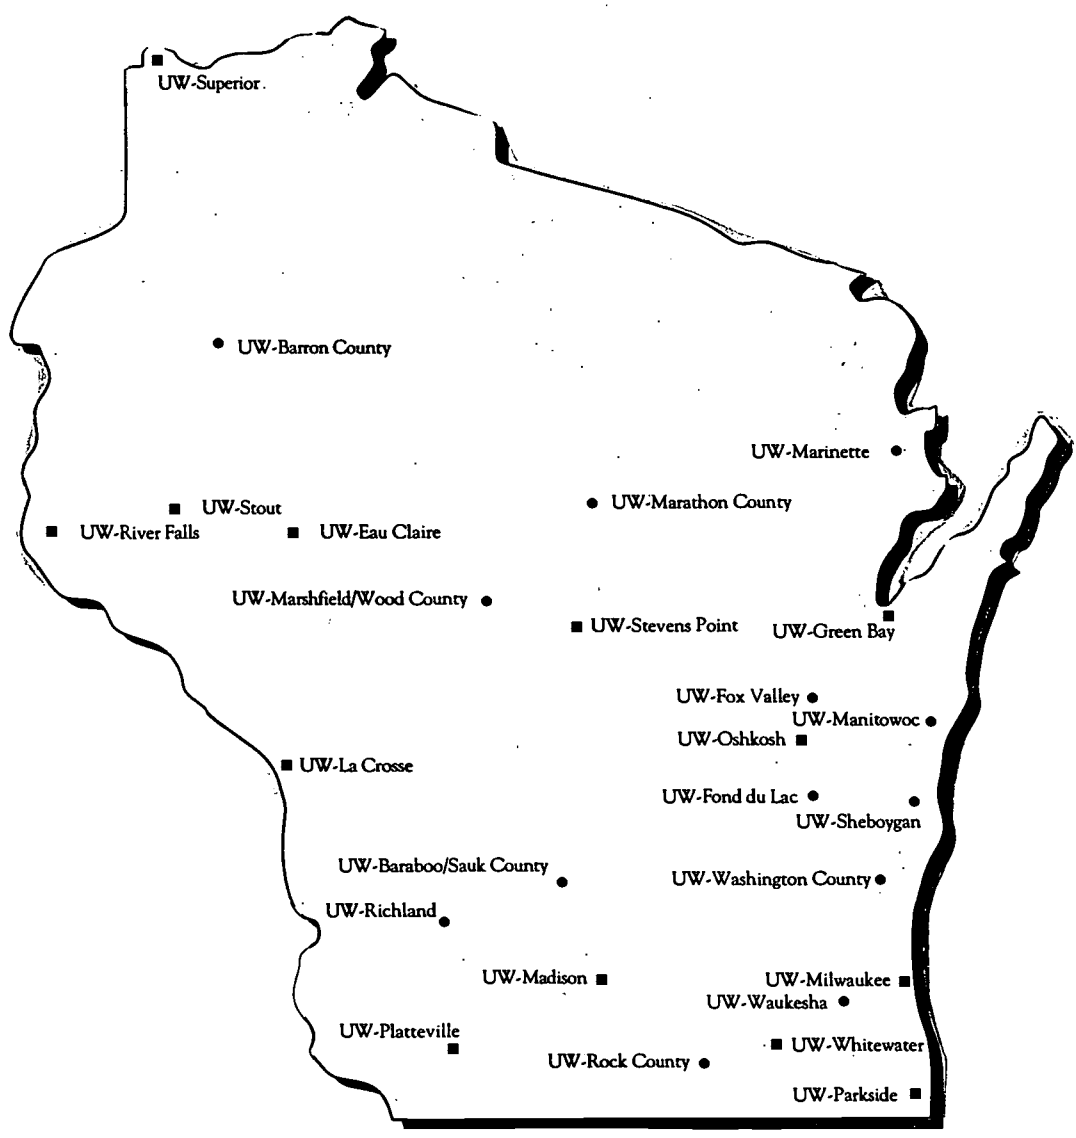 UW-Superior
UW-Barron County
UW-Marinette
UW-Marathon County
UW-Stout
UW-River Falls
UW-Eau Claire
UW-Marshfield/Wood County
UW-Stevens Point
UW-Green Bay
UW-Fox Valley
UW-Manitowoc
UW-Oshkosh
UW-La Crosse
UW-Fond du Lac
UW-Sheboygan
UW-Baraboo/Sauk County
UW-Washington County
UW-Richland
UW-Madison
UW-Milwaukee
UW-Waukesha
UW-Platteville
UW-Whitewater
UW-Rock County
UW-Parkside